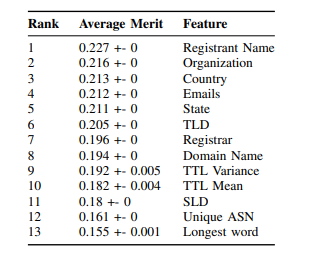 Rank Average Merit Feature
1 0.227 +- 0 Registrant Name
2 0.216 +- 0 Organization
3 0.213 +- 0 Country
4 0.212 +- 0 Emails
5 0.211 +- 0 State
6 0.205 +- 0 TLD
7 0.196 +- 0 Registrar
8 0.194 +- 0 Domain Name
9 0.192 +- 0.005 TTL Variance
10 0.182 +- 0.004 TTL Mean
11 0.18 +- 0 SLD
12 0.161 +- 0 Unique ASN
13 0.155 +- 0.001 Longest word